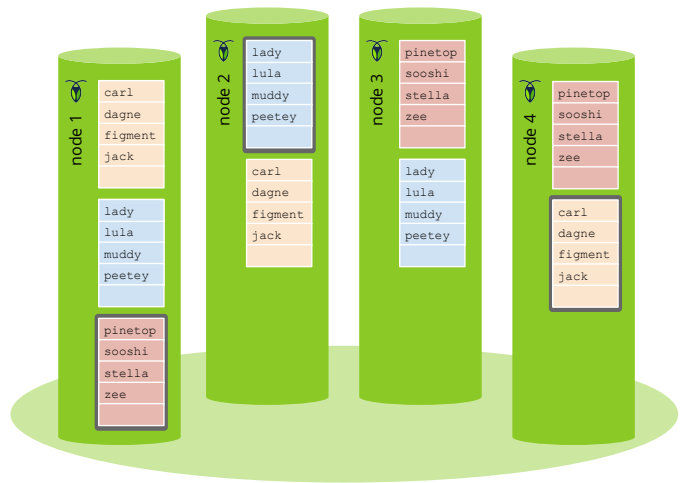 node 1
carl
dagne
figment
jack
lady
lula
muddy
peetey
pinetop
sooshi
stella
zee
node 2
lady
lula
muddy
peetey
carl
dagne
figment
jack
node 3
pinetop
sooshi
stella
zee
lady
lula
muddy
peetey
node 4
pinetop
sooshi
stella
zee
carl
dagne
figment
jack